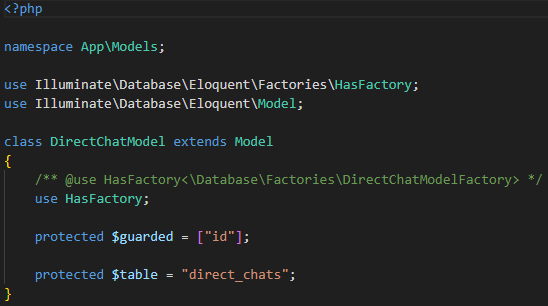 <?php
namespace App\Models;
use Illuminate\Database\Eloquent\Factories\HasFactory;
use Illuminate\Database\Eloquent\Model;
class DirectChatModel extends Model
{
/** @use HasFactory<\Database\Factories\DirectChatModelFactory> */
use HasFactory;
protected $guarded = ["id"];
protected $table = "direct_chats";
}